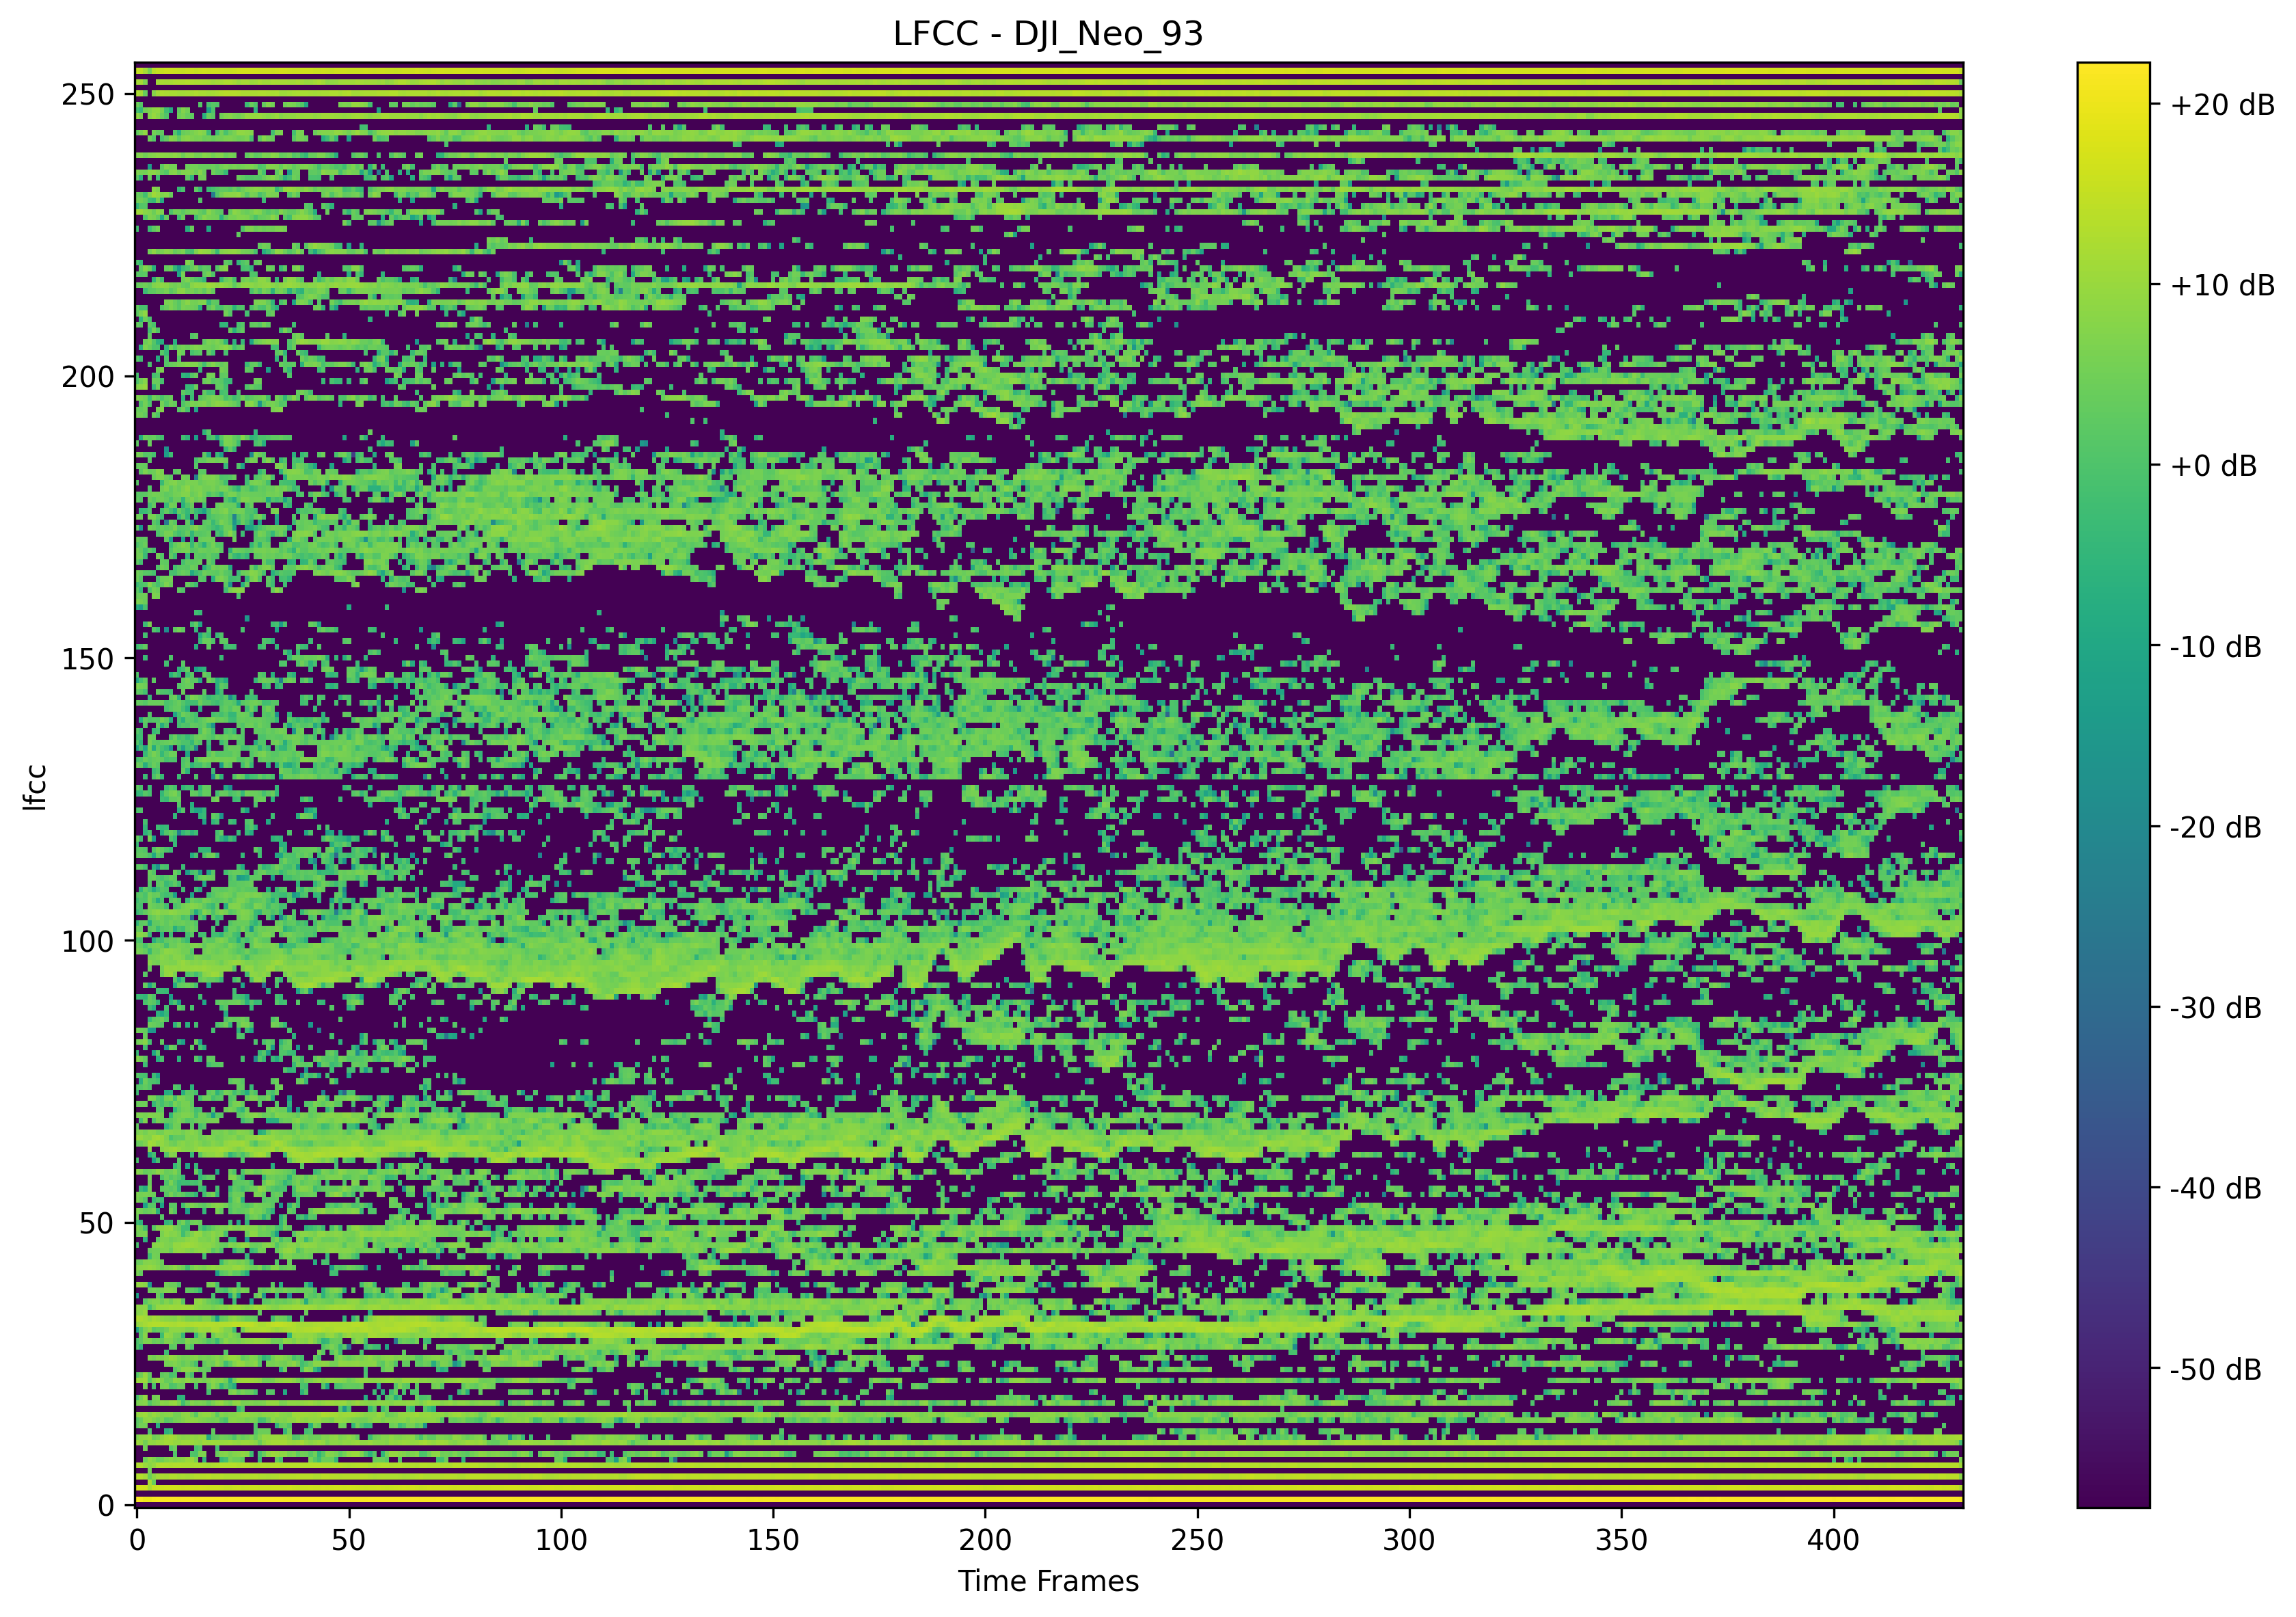 LFCC - DJI_Neo_93
250
200
150
100
50
0
lfcc
0 50 100 150 200 250 300 350 400
Time Frames
+20 dB
+10 dB
+0 dB
-10 dB
-20 dB
-30 dB
-40 dB
-50 dB